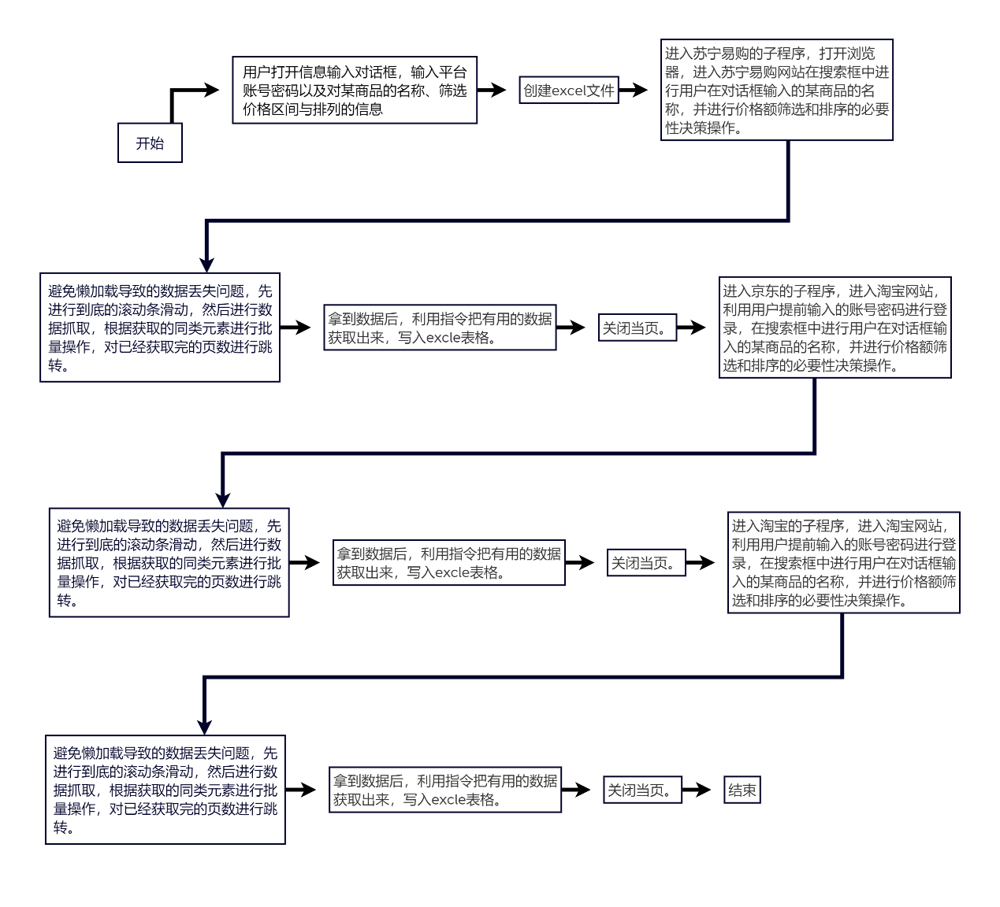 开始
用户打开信息输入对话框，输入平台
账号密码以及对某商品的名称、筛选
价格区间与排列的信息
创建excel文件
进入苏宁易购的子程序，打开浏览
器，进入苏宁易购网站在搜索框中进
行用户在对话框输入的某商品的名
称，并进行价格额筛选和排序的必要
性决策操作。
避免懒加载导致的数据丢失问题，先
进行到底的滚动条滑动，然后进行数
据抓取，根据获取的同类元素进行批
量操作，对已经获取完的页数进行跳
转。
拿到数据后，利用指令把有用的数据
获取出来，写入excle表格。
关闭当页。
进入京东的子程序，进入淘宝网站，
利用用户提前输入的账号密码进行登
录，在搜索框中进行用户在对话框输
入的某商品的名称，并进行价格额筛
选和排序的必要性决策操作。
避免懒加载导致的数据丢失问题，先
进行到底的滚动条滑动，然后进行数
据抓取，根据获取的同类元素进行批
量操作，对已经获取完的页数进行跳
转。
拿到数据后，利用指令把有用的数据
获取出来，写入excle表格。
关闭当页。
进入淘宝的子程序，进入淘宝网站，
利用用户提前输入的账号密码进行登
录，在搜索框中进行用户在对话框输
入的某商品的名称，并进行价格额筛
选和排序的必要性决策操作。
避免懒加载导致的数据丢失问题，先
进行到底的滚动条滑动，然后进行数
据抓取，根据获取的同类元素进行批
量操作，对已经获取完的页数进行跳
转。
拿到数据后，利用指令把有用的数据
获取出来，写入excle表格。
关闭当页。
结束